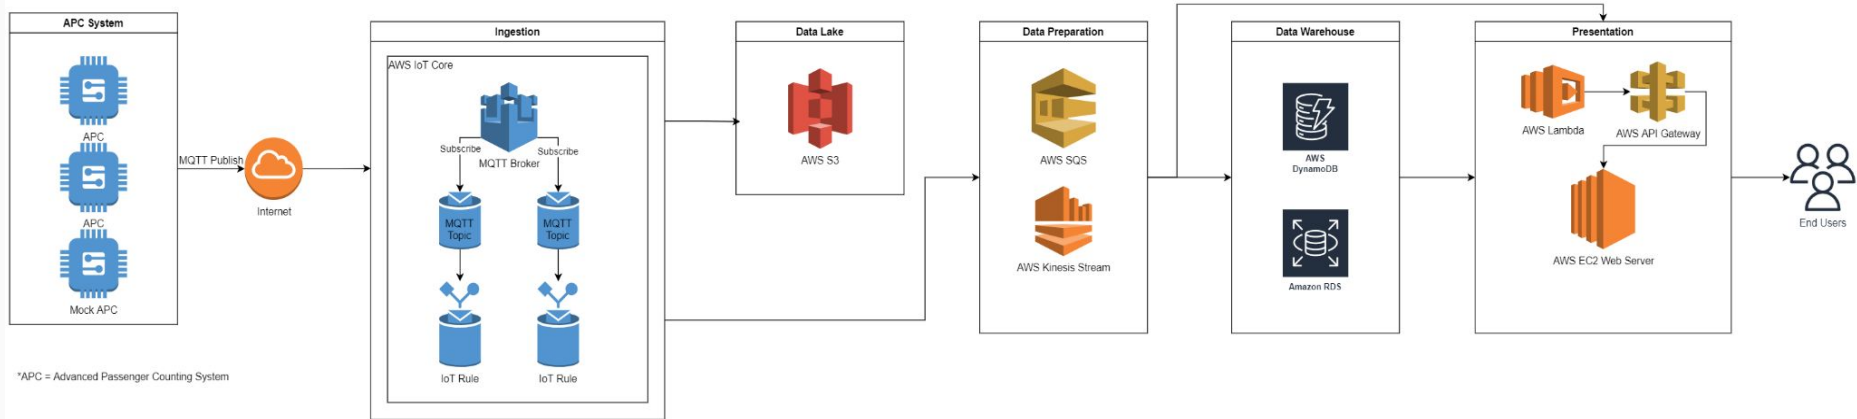 APC System
APC
APC
Mock APC
*APC = Advanced Passenger Counting System
MQTT Publish
Internet
Ingestion
AWS IoT Core
MQTT Broker
Subscribe
Subscribe
MQTT
Topic
MQTT
Topic
IoT Rule
IoT Rule
Data Lake
AWS S3
Data Preparation
AWS SQS
AWS Kinesis Stream
Data Warehouse
AWS
DynamoDB
Amazon RDS
Presentation
AWS Lambda
AWS API Gateway
AWS EC2 Web Server
End Users